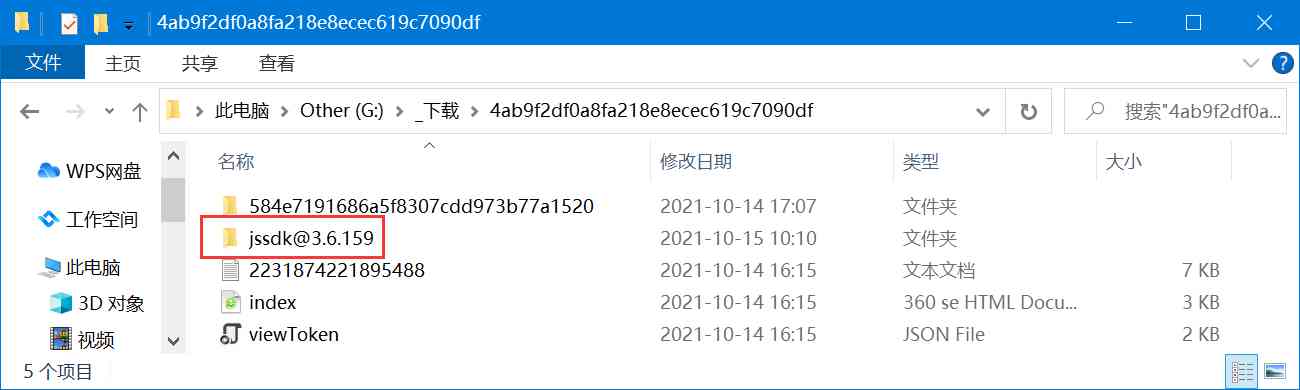 4ab9f2df0a8fa218e8ecec619c7090df
文件 主页 共享 查看
此电脑 Other (G:) _下载 4ab9f2df0a8fa218e8ecec619c7090df 搜索"4ab9f2df0a...
名称 修改日期 类型 大小
WPS网盘
工作空间
此电脑
3D 对象
视频
584e7191686a5f8307cdd973b77a1520 2021-10-14 17:07 文件夹
jssdk@3.6.159 2021-10-15 10:10 文件夹
2231874221895488 2021-10-14 16:15 文本文档 7 KB
index 2021-10-14 16:15 360 se HTML Docu... 3 KB
viewToken 2021-10-14 16:15 JSON File 2 KB
5 个项目